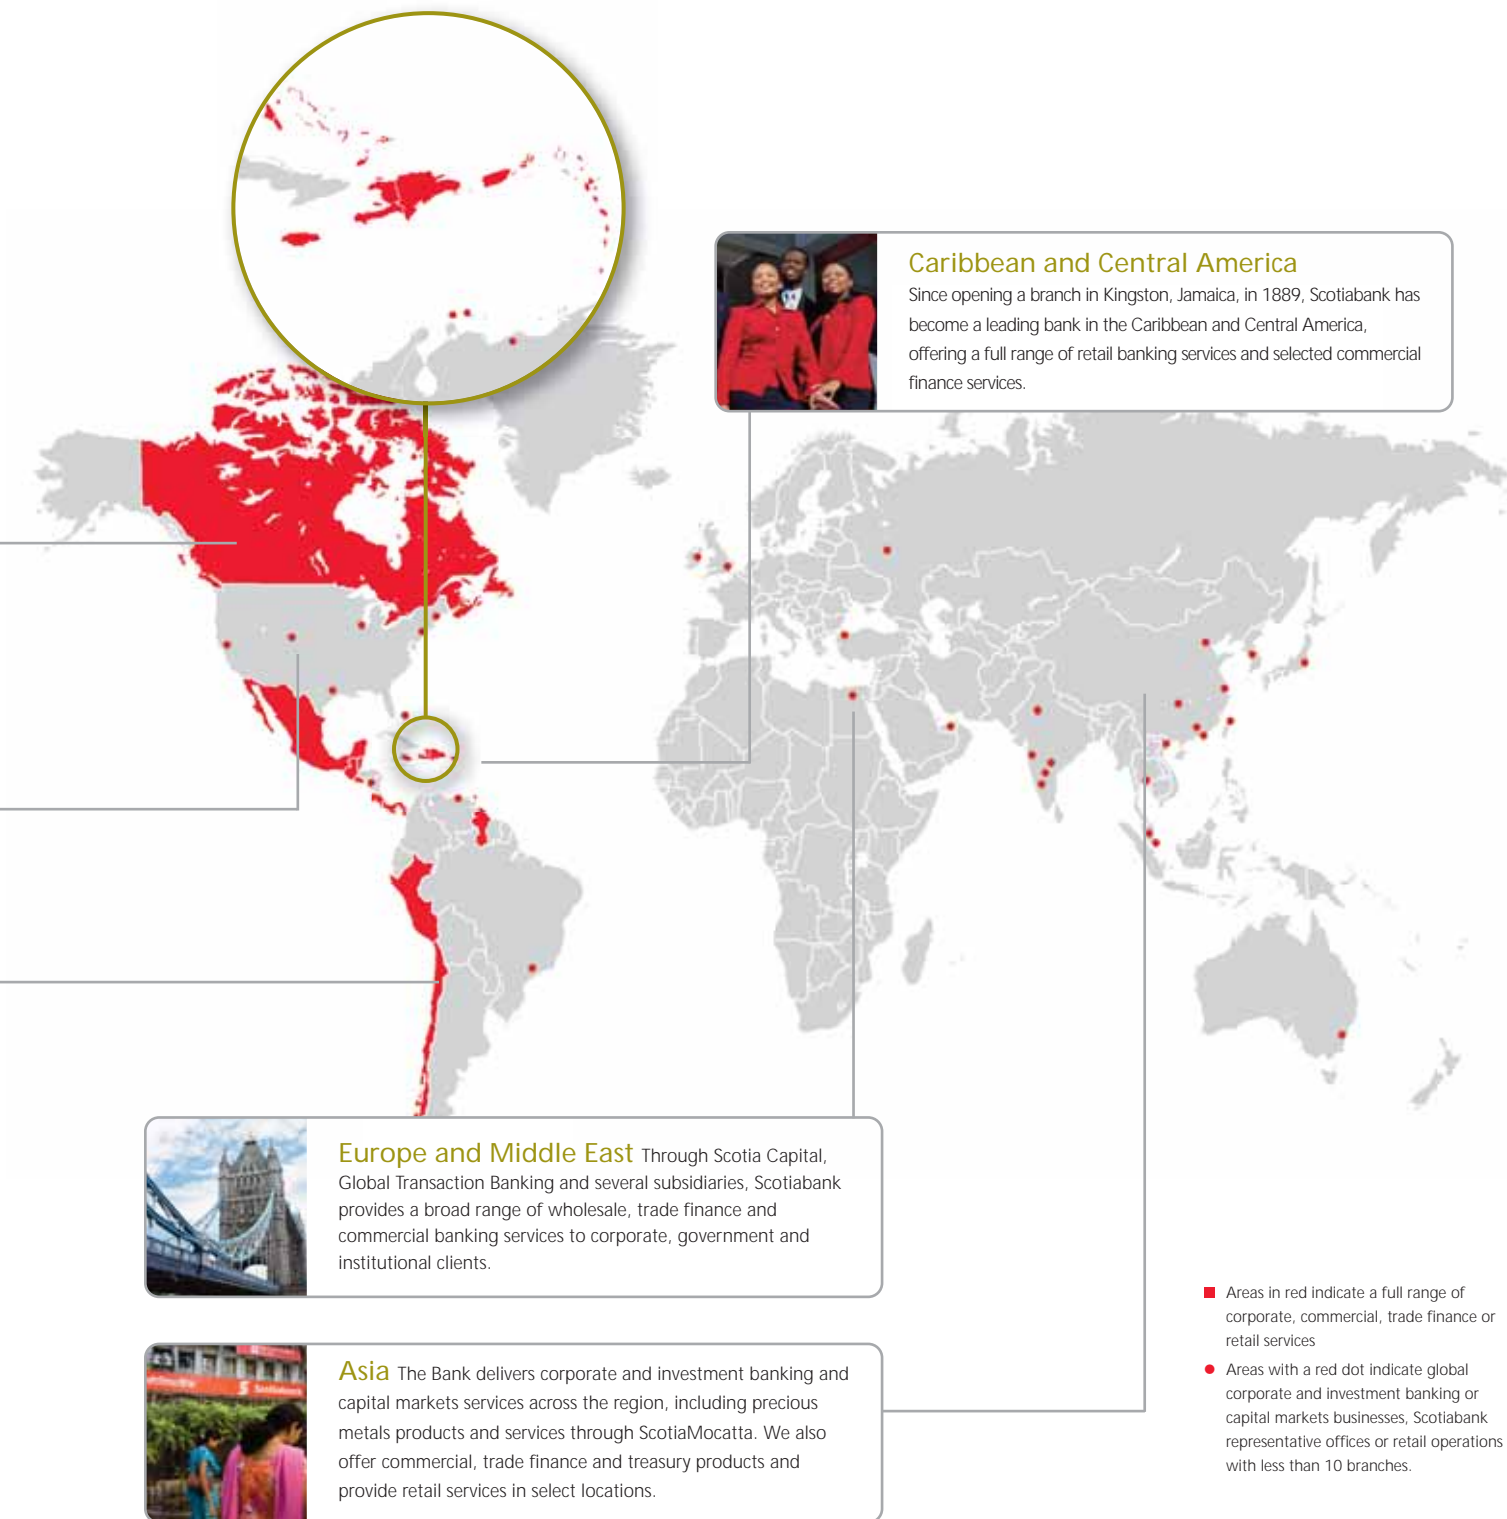 Caribbean and Central America
Since opening a branch in Kingston, Jamaica, in 1889, Scotiabank has
become a leading bank in the Caribbean and Central America,
offering a full range of retail banking services and selected commercial
finance services.
Europe and Middle East Through Scotia Capital,
Global Transaction Banking and several subsidiaries, Scotiabank
provides a broad range of wholesale, trade finance and
commercial banking services to corporate, government and
institutional clients.
Scotiabank
Asia The Bank delivers corporate and investment banking and
capital markets services across the region, including precious
metals products and services through ScotiaMocatta. We also
offer commercial, trade finance and treasury products and
provide retail services in select locations.
Areas in red indicate a full range of
corporate, commercial, trade finance or
retail services
Areas with a red dot indicate global
corporate and investment banking or
capital markets businesses, Scotiabank
representative offices or retail operations
with less than 10 branches.